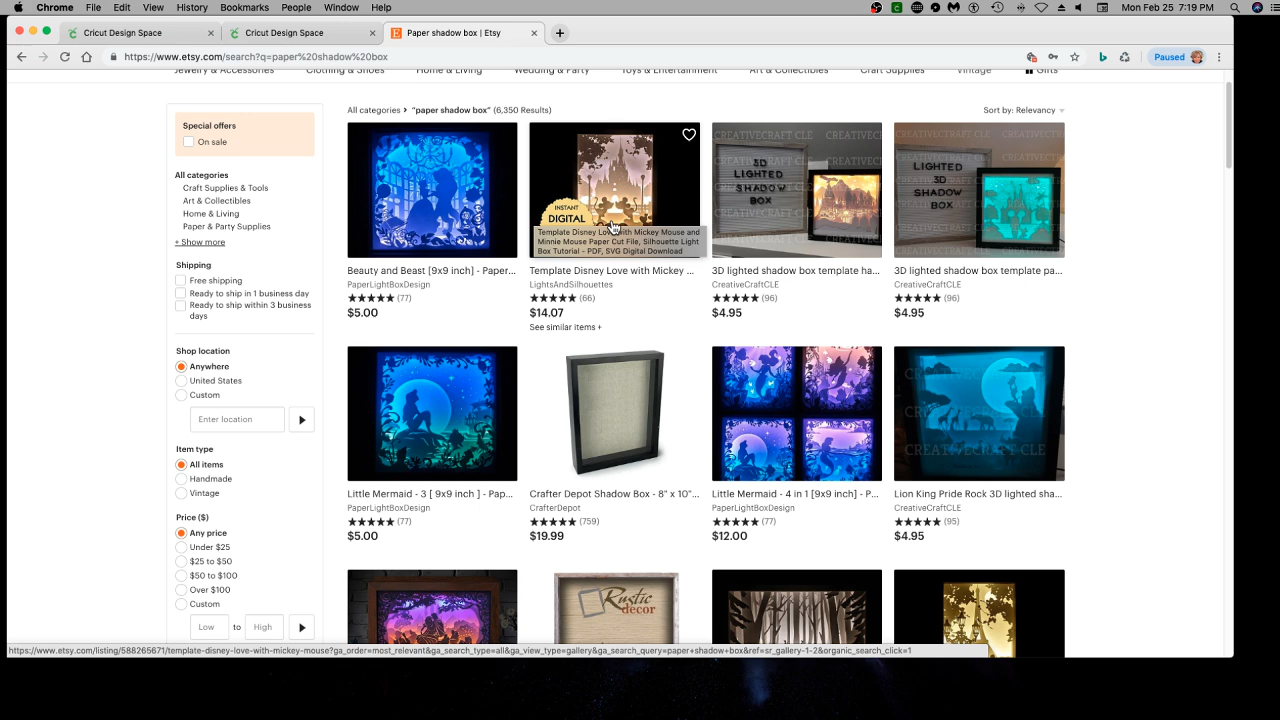 Chrome File Edit View History Bookmarks People Window Help Mon Feb 25 7:19 PM
Cricut Design Space Cricut Design Space Paper shadow box | Etsy
https://www.etsy.com/search?q=paper%20shadow%20box Paused
Jewelry & Accessories Clothing & Shoes Home & Living Wedding & Party Toys & Entertainment Art & Collectibles Craft Supplies Vintage Gifts
All categories "paper shadow box" (6,350 Results) Sort by: Relevancy
Special offers
On sale
All categories
Craft Supplies & Tools
Art & Collectibles
Home & Living
Paper & Party Supplies
+ Show more
Shipping
Free shipping
Ready to ship in 1 business day
Ready to ship within 3 business
days
Shop location
Anywhere
United States
Custom
Enter location
Item type
All items
Handmade
Vintage
Price ($)
Any price
Under $25
$25 to $50
$50 to $100
Over $100
Custom
Low to High
INSTANT
DIGITAL
Template Disney Love with Mickey Mouse and
Minnie Mouse Paper Cut File, Silhouette Light
Box Tutorial - PDF, SVG Digital Download
CREATIVECRAFT CLE CREATIVECRAFT
3D
LIGHTED
SHADOW
BOX
CREATIVECRAFT CLE CREATIVECRAFT
LIGHTED
3D
SHADOW
BOX
Beauty and Beast [9x9 inch] - Paper...
PaperLightBoxDesign
(77)
$5.00
Template Disney Love with Mickey ...
LightsAndSilhouettes
(66)
$14.07
See similar items +
3D lighted shadow box template ha...
CreativeCraftCLE
(96)
$4.95
3D lighted shadow box template pa...
CreativeCraftCLE
(96)
$4.95
CREATIVECRAFT CLE
Little Mermaid - 3 [ 9x9 inch ] - Pap...
PaperLightBoxDesign
(77)
$5.00
Crafter Depot Shadow Box - 8" x 10"...
CrafterDepot
(759)
$19.99
Little Mermaid - 4 in 1 [9x9 inch] - P...
PaperLightBoxDesign
(77)
$12.00
Lion King Pride Rock 3D lighted sha...
CreativeCraftCLE
(95)
$4.95
Rustic
decor
https://www.etsy.com/listing/588265671/template-disney-love-with-mickey-mouse?ga_order=most_relevant&ga_search_type=all&ga_view_type=gallery&ga_search_query=paper+shadow+box&ref=sr_gallery-1-2&organic_search_click=1